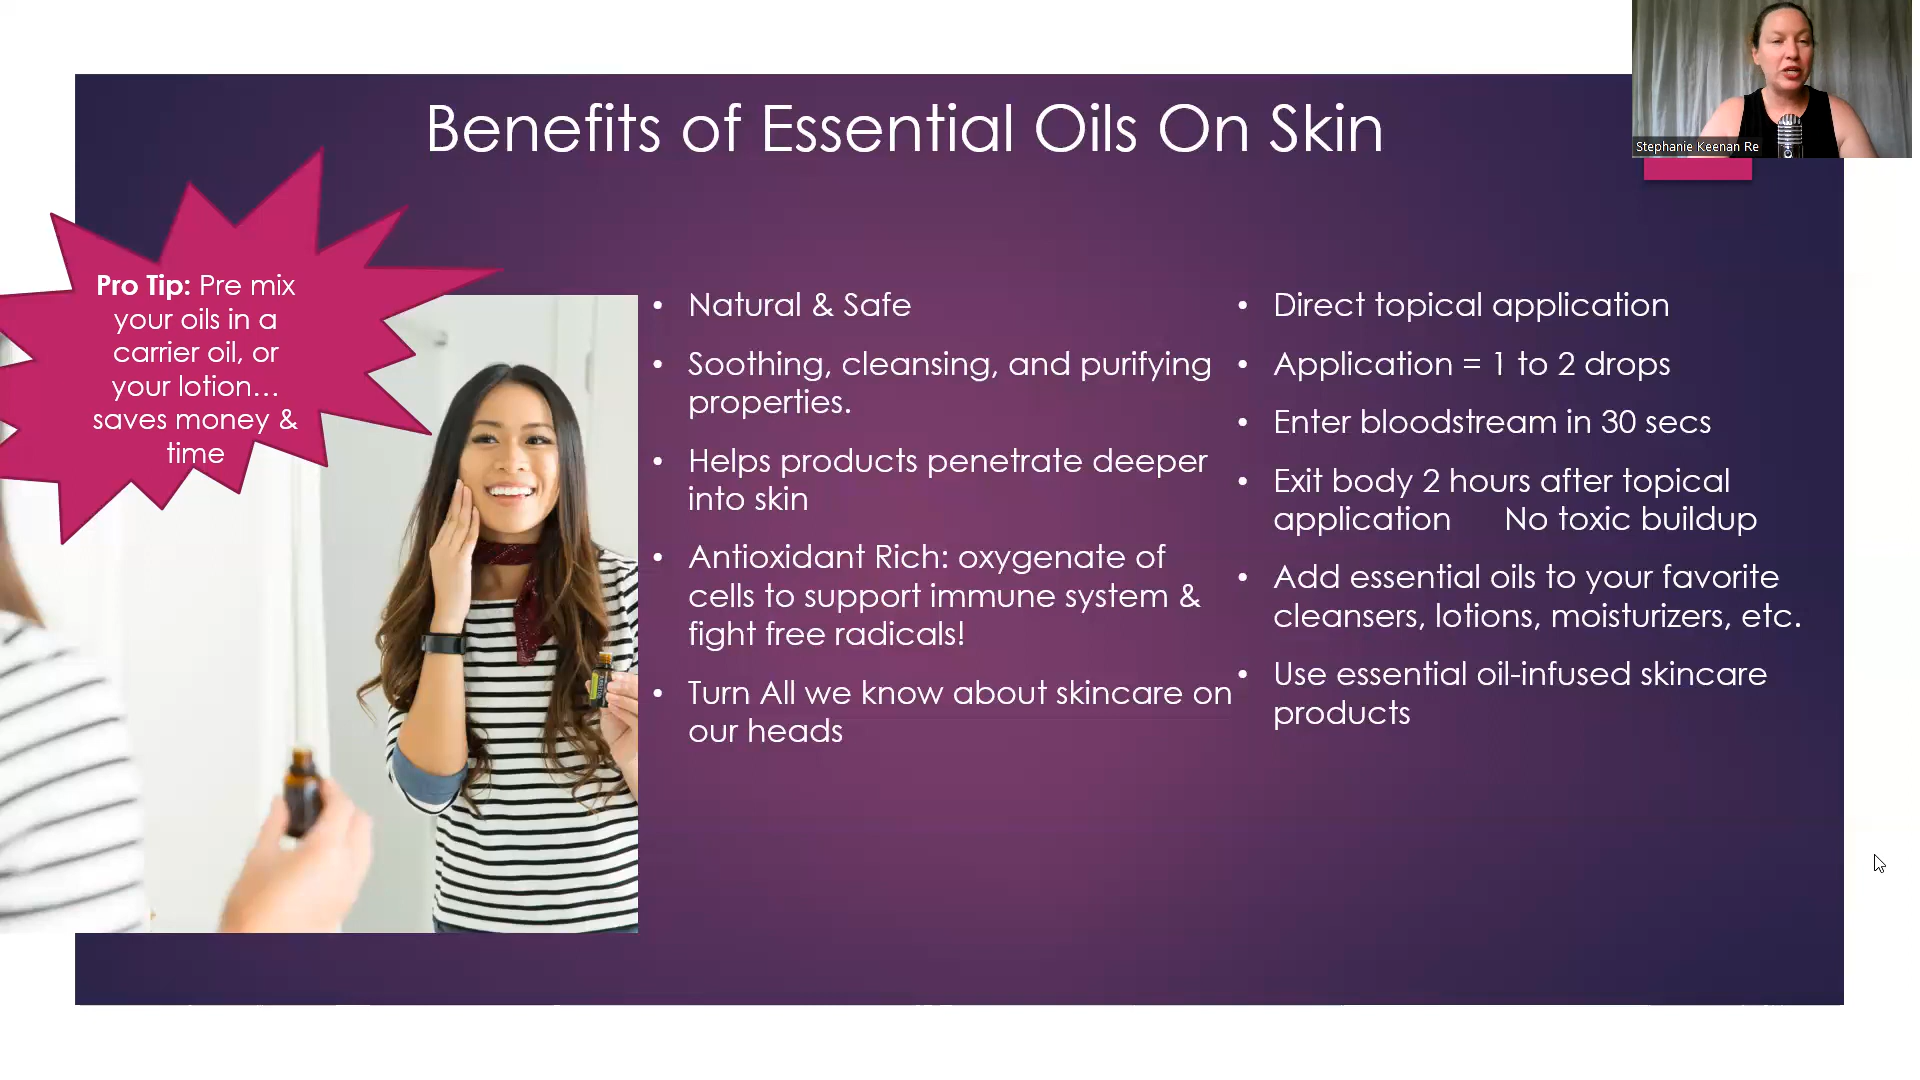 Benefits of Essential Oils On Skin
Stephanie Keenan Re
Pro Tip: Pre mix
your oils in a
carrier oil, or
your lotion…
saves money &
time
• Natural & Safe
• Soothing, cleansing, and purifying
properties.
• Helps products penetrate deeper
into skin
• Antioxidant Rich: oxygenate of
cells to support immune system &
fight free radicals!
• Turn All we know about skincare on
our heads
• Direct topical application
• Application = 1 to 2 drops
• Enter bloodstream in 30 secs
• Exit body 2 hours after topical
application No toxic buildup
• Add essential oils to your favorite
cleansers, lotions, moisturizers, etc.
• Use essential oil-infused skincare
products